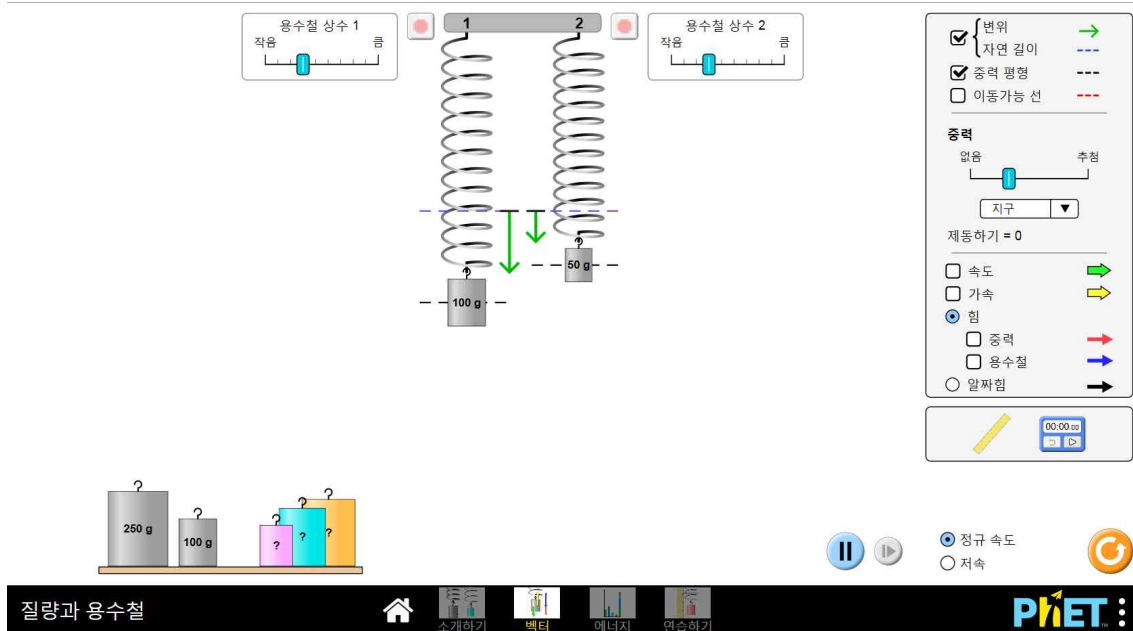 용수철 상수 1
작음 큼
1 2
용수철 상수 2
작음 큼
변위
자연 길이
중력 평형
이동가능 선
중력
없음 추첨
지구 ▼
제동하기 = 0
속도
가속
힘
중력
용수철
알짜힘
100 g
50 g
00:00.00
250 g
100 g
?
?
?
정규 속도
저속
질량과 용수철
소개하기
벡터
에너지
연습하기
PhET